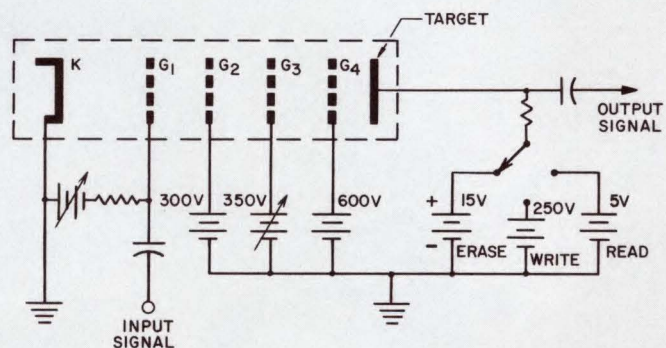 TARGET
K
G1
G2
G3
G4
OUTPUT
SIGNAL
300V
350V
600V
+
15V
250V
5V
-
ERASE
WRITE
READ
INPUT
SIGNAL